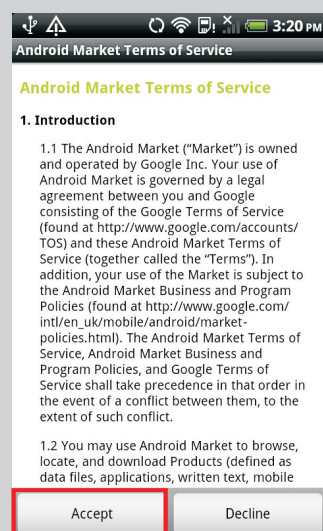 3:20 PM
Android Market Terms of Service
Android Market Terms of Service
1. Introduction
1.1 The Android Market (“Market”) is owned
and operated by Google Inc. Your use of
Android Market is governed by a legal
agreement between you and Google
consisting of the Google Terms of Service
(found at http://www.google.com/accounts/
TOS) and these Android Market Terms of
Service (together called the “Terms”). In
addition, your use of the Market is subject to
the Android Market Business and Program
Policies (found at http://www.google.com/
intl/en_uk/mobile/android/market-
policies.html). The Android Market Terms of
Service, Android Market Business and
Program Policies, and Google Terms of
Service shall take precedence in that order in
the event of a conflict between them, to the
extent of such conflict.
1.2 You may use Android Market to browse,
locate, and download Products (defined as
data files, applications, written text, mobile
Accept
Decline